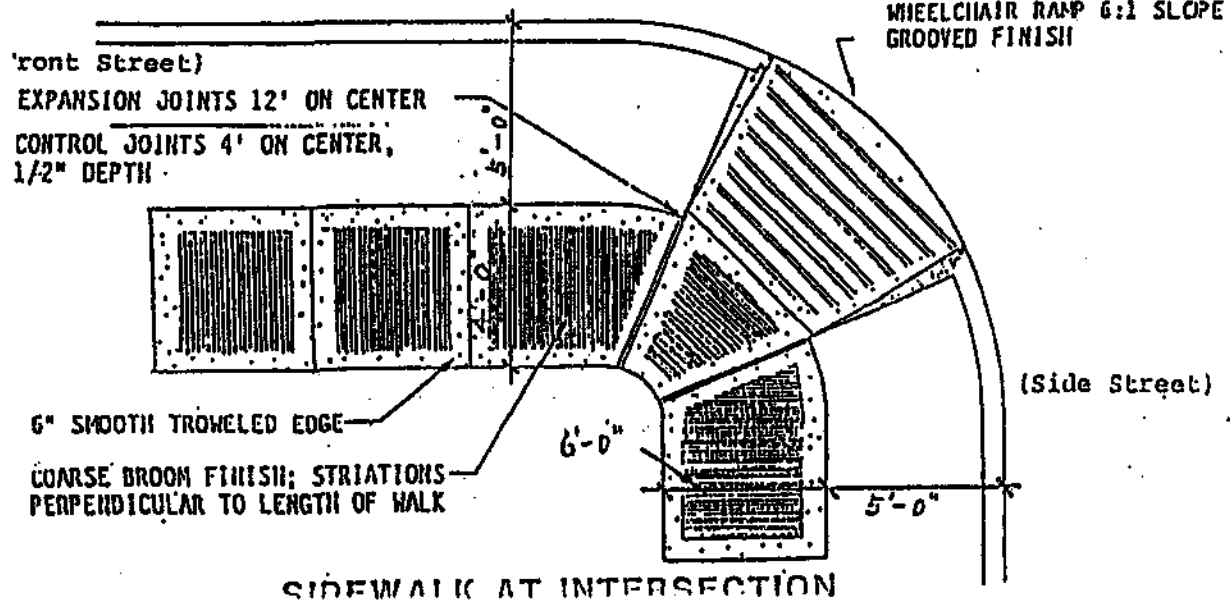 WHEELCHAIR RAMP 6:1 SLOPE
GROOVED FINISH
'ront Street)
EXPANSION JOINTS 12' ON CENTER
CONTROL JOINTS 4' ON CENTER,
1/2" DEPTH
5'-0"
6" SMOOTH TROWELED EDGE
COARSE BROOM FINISH; STRIATIONS
PERPENDICULAR TO LENGTH OF WALK
6'-0"
(Side Street)
5'-0"
SIDEWALK AT INTERSECTION